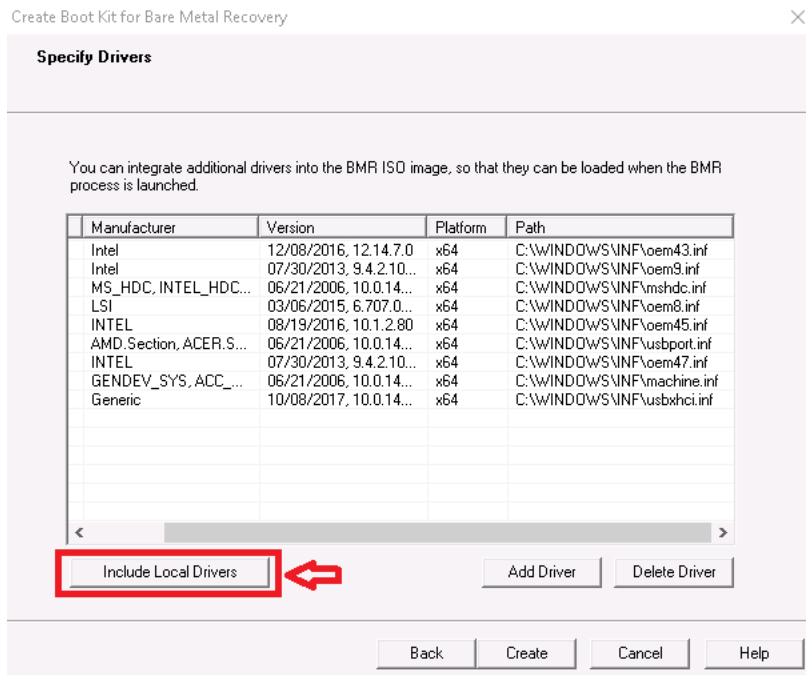 Create Boot Kit for Bare Metal Recovery
Specify Drivers
You can integrate additional drivers into the BMR ISO image, so that they can be loaded when the BMR
process is launched.
Manufacturer Version Platform Path
Intel 12/08/2016, 12.14.7.0 x64 C:\WINDOWS\INF\oem43.inf
Intel 07/30/2013, 9.4.2.10... x64 C:\WINDOWS\INF\oem9.inf
MS_HDC, INTEL_HDC... 06/21/2006, 10.0.14... x64 C:\WINDOWS\INF\mshdc.inf
LSI 03/06/2015, 6.707.0... x64 C:\WINDOWS\INF\oem8.inf
INTEL 08/19/2016, 10.1.2.80 x64 C:\WINDOWS\INF\oem45.inf
AMD.Section, ACER.S... 06/21/2006, 10.0.14... x64 C:\WINDOWS\INF\usbport.inf
INTEL 07/30/2013, 9.4.2.10... x64 C:\WINDOWS\INF\oem47.inf
GENDEV_SYS, ACC_... 06/21/2006, 10.0.14... x64 C:\WINDOWS\INF\machine.inf
Generic 10/08/2017, 10.0.14... x64 C:\WINDOWS\INF\usbxhci.inf
Include Local Drivers Add Driver Delete Driver
Back Create Cancel Help